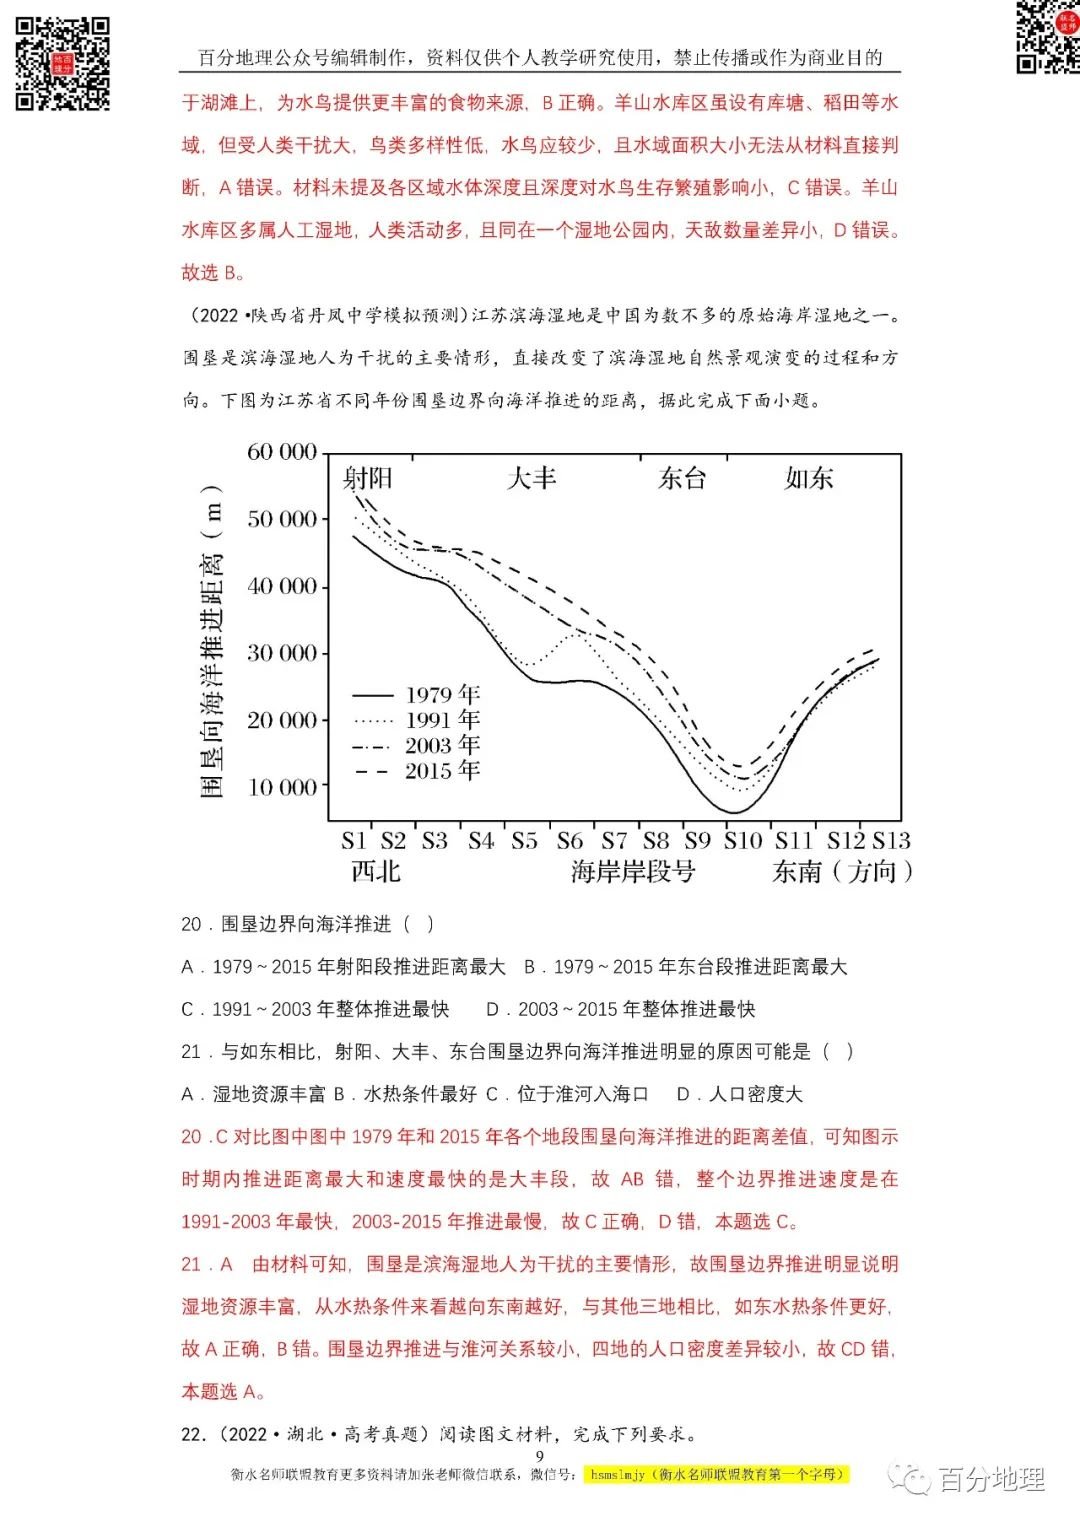 百分地理公众号编辑制作，资料仅供个人教学研究使用，禁止传播或作为商业目的
于湖滩上，为水鸟提供更丰富的食物来源，B 正确。羊山水库区虽设有库塘、稻田等水
域，但受人类干扰大，鸟类多样性低，水鸟应较少，且水域面积大小无法从材料直接判
断，A 错误。材料未提及各区域水体深度且深度对水鸟生存繁殖影响小，C 错误。羊山
水库区多属人工湿地，人类活动多，且同在一个湿地公园内，天敌数量差异小，D 错误。
故选 B。
（2022·陕西省丹凤中学模拟预测）江苏滨海湿地是中国为数不多的原始海岸湿地之一。
围垦是滨海湿地人为干扰的主要情形，直接改变了滨海湿地自然景观演变的过程和方
向。下图为江苏省不同年份围垦边界向海洋推进的距离，据此完成下面小题。
围垦向海洋推进距离（m）
60 000
50 000
40 000
30 000
20 000
10 000
射阳 大丰 东台 如东
1979 年
1991 年
2003 年
2015 年
S1 S2 S3 S4 S5 S6 S7 S8 S9 S10 S11 S12 S13
西北 海岸岸段号 东南（方向）
20．围垦边界向海洋推进（ ）
A．1979～2015 年射阳段推进距离最大 B．1979～2015 年东台段推进距离最大
C．1991～2003 年整体推进最快 D．2003～2015 年整体推进最快
21．与如东相比，射阳、大丰、东台围垦边界向海洋推进明显的原因可能是（ ）
A．湿地资源丰富 B．水热条件最好 C．位于淮河入海口 D．人口密度大
20．C 对比图中图中 1979 年和 2015 年各个地段围垦向海洋推进的距离差值，可知图示
时期内推进距离最大和速度最快的是大丰段，故 AB 错，整个边界推进速度是在
1991-2003 年最快，2003-2015 年推进最慢，故 C 正确，D 错，本题选 C。
21．A 由材料可知，围垦是滨海湿地人为干扰的主要情形，故围垦边界推进明显说明
湿地资源丰富，从水热条件来看越向东南越好，与其他三地相比，如东水热条件更好，
故 A 正确，B 错。围垦边界推进与淮河关系较小，四地的人口密度差异较小，故 CD 错，
本题选 A。
22．（2022·湖北·高考真题）阅读图文材料，完成下列要求。
9
衡水名师联盟教育更多资料请加张老师微信联系，微信号： hsmslmjy（衡水名师联盟教育第一个字母）
百分地理